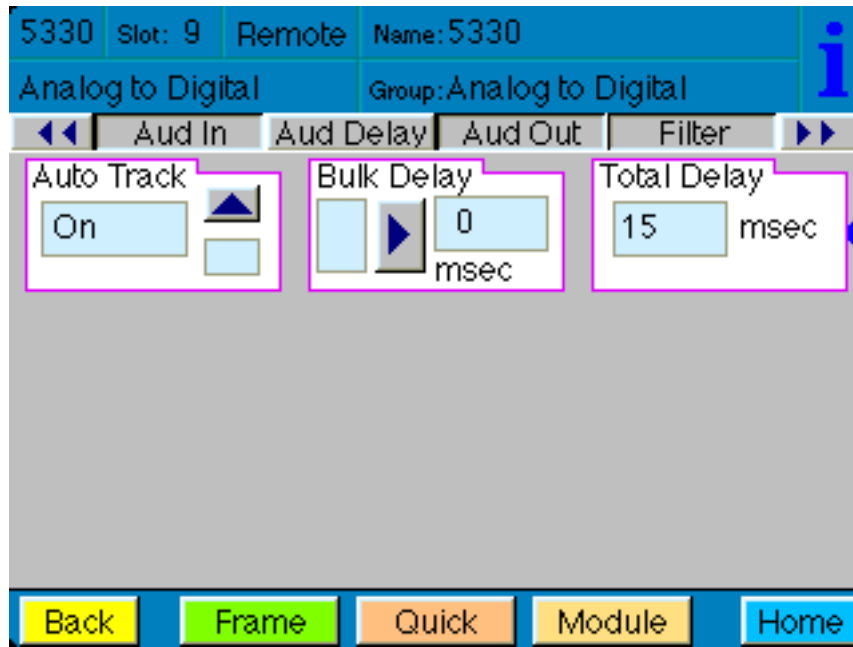 5330 Slot: 9 Remote Name: 5330
Analog to Digital Group: Analog to Digital
Aud In Aud Delay Aud Out Filter
Auto Track Bulk Delay Total Delay
On 0 15 msec
msec
Back Frame Quick Module Home